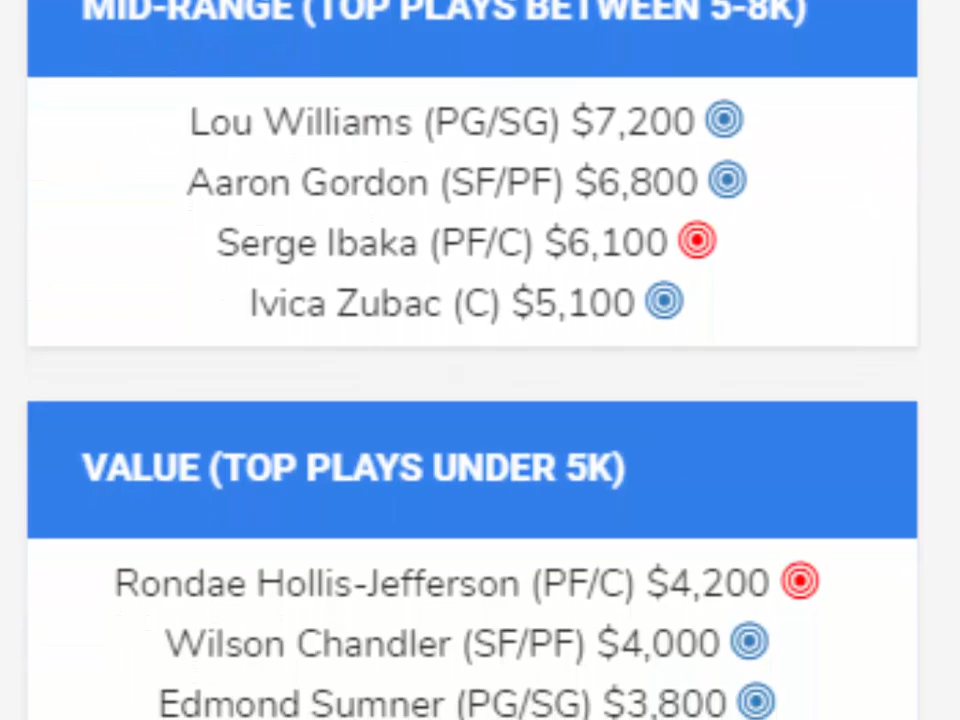 MID-RANGE (TOP PLAYS BETWEEN 5-8K)
Lou Williams (PG/SG) $7,200
Aaron Gordon (SF/PF) $6,800
Serge Ibaka (PF/C) $6,100
Ivica Zubac (C) $5,100
VALUE (TOP PLAYS UNDER 5K)
Rondae Hollis-Jefferson (PF/C) $4,200
Wilson Chandler (SF/PF) $4,000
Edmond Sumner (PG/SG) $3,800